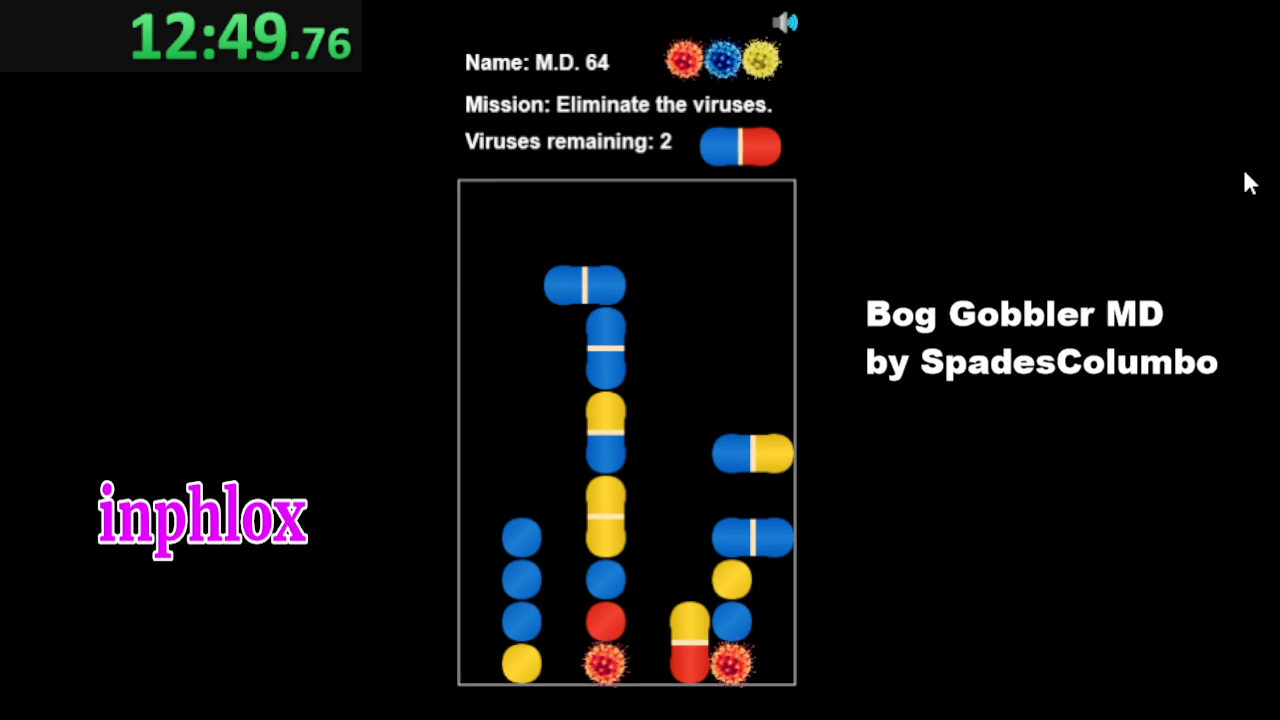 12:49.76
Name: M.D. 64
Mission: Eliminate the viruses.
Viruses remaining: 2
Bog Gobbler MD
by SpadesColumbo
inphlox